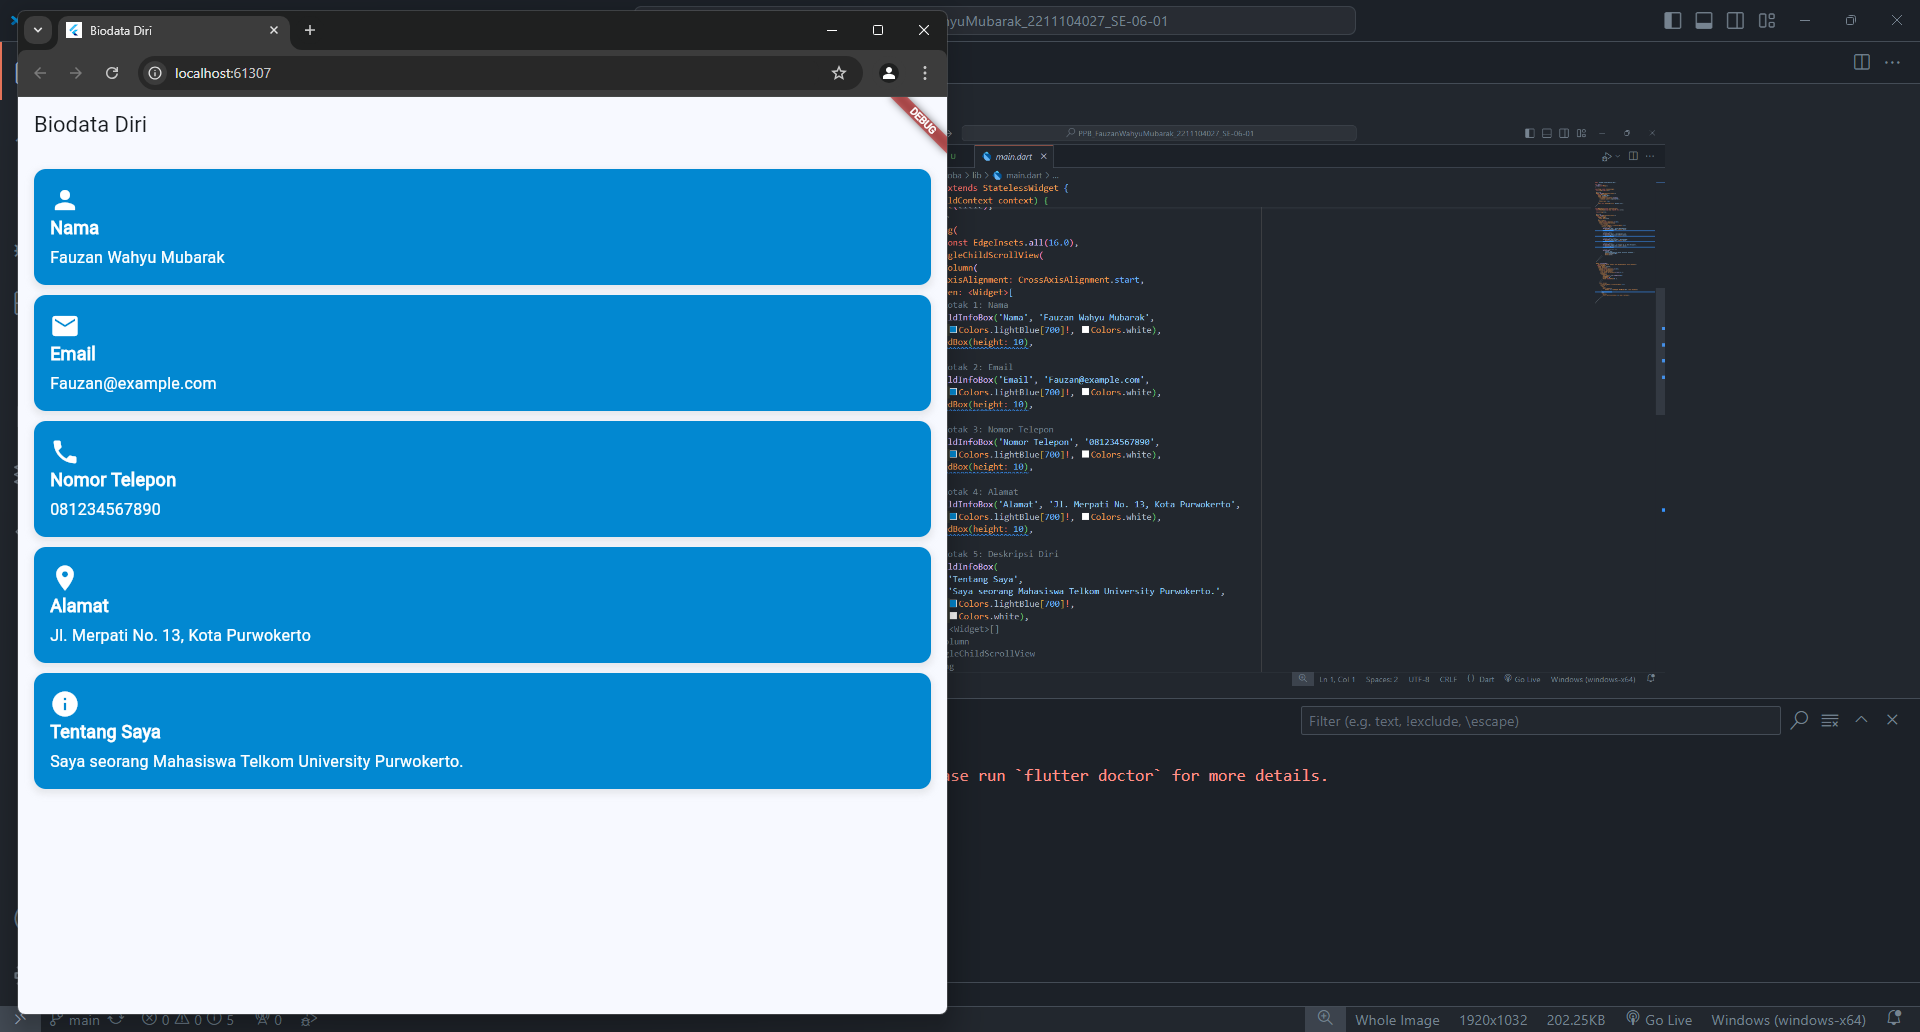 Biodata Diri
localhost:61307
Biodata Diri
DEBUG
Nama
Fauzan Wahyu Mubarak
Email
Fauzan@example.com
Nomor Telepon
081234567890
Alamat
Jl. Merpati No. 13, Kota Purwokerto
Tentang Saya
Saya seorang Mahasiswa Telkom University Purwokerto.
yuMubarak_2211104027_SE-06-01
PPB_FauzanWahyuMubarak_2211104027_SE-06-01
U
main.dart
ba > lib > main.dart > ...
xtends StatelessWidget {
ldContext context) {
g(
onst EdgeInsets.all(16.0),
gleChildScrollView(
olumn(
xisAlignment: CrossAxisAlignment.start,
en: <Widget>[
otak 1: Nama
ldInfoBox('Nama', 'Fauzan Wahyu Mubarak',
Colors.lightBlue[700]!, Colors.white),
dBox(height: 10),
otak 2: Email
ldInfoBox('Email', 'Fauzan@example.com',
Colors.lightBlue[700]!, Colors.white),
dBox(height: 10),
otak 3: Nomor Telepon
ldInfoBox('Nomor Telepon', '081234567890',
Colors.lightBlue[700]!, Colors.white),
dBox(height: 10),
otak 4: Alamat
ldInfoBox('Alamat', 'Jl. Merpati No. 13, Kota Purwokerto',
Colors.lightBlue[700]!, Colors.white),
dBox(height: 10),
otak 5: Deskripsi Diri
ldInfoBox(
'Tentang Saya',
'Saya seorang Mahasiswa Telkom University Purwokerto.',
Colors.lightBlue[700]!,
Colors.white),
<Widget>[]
lumn
leChildScrollView
g
Ln 1, Col 1 Spaces: 2 UTF-8 CRLF {} Dart Go Live Windows (windows-x64)
Filter (e.g. text, !exclude, \escape)
se run `flutter doctor` for more details.
main 0 0 5 0 Whole Image 1920x1032 202.25KB Go Live Windows (windows-x64)